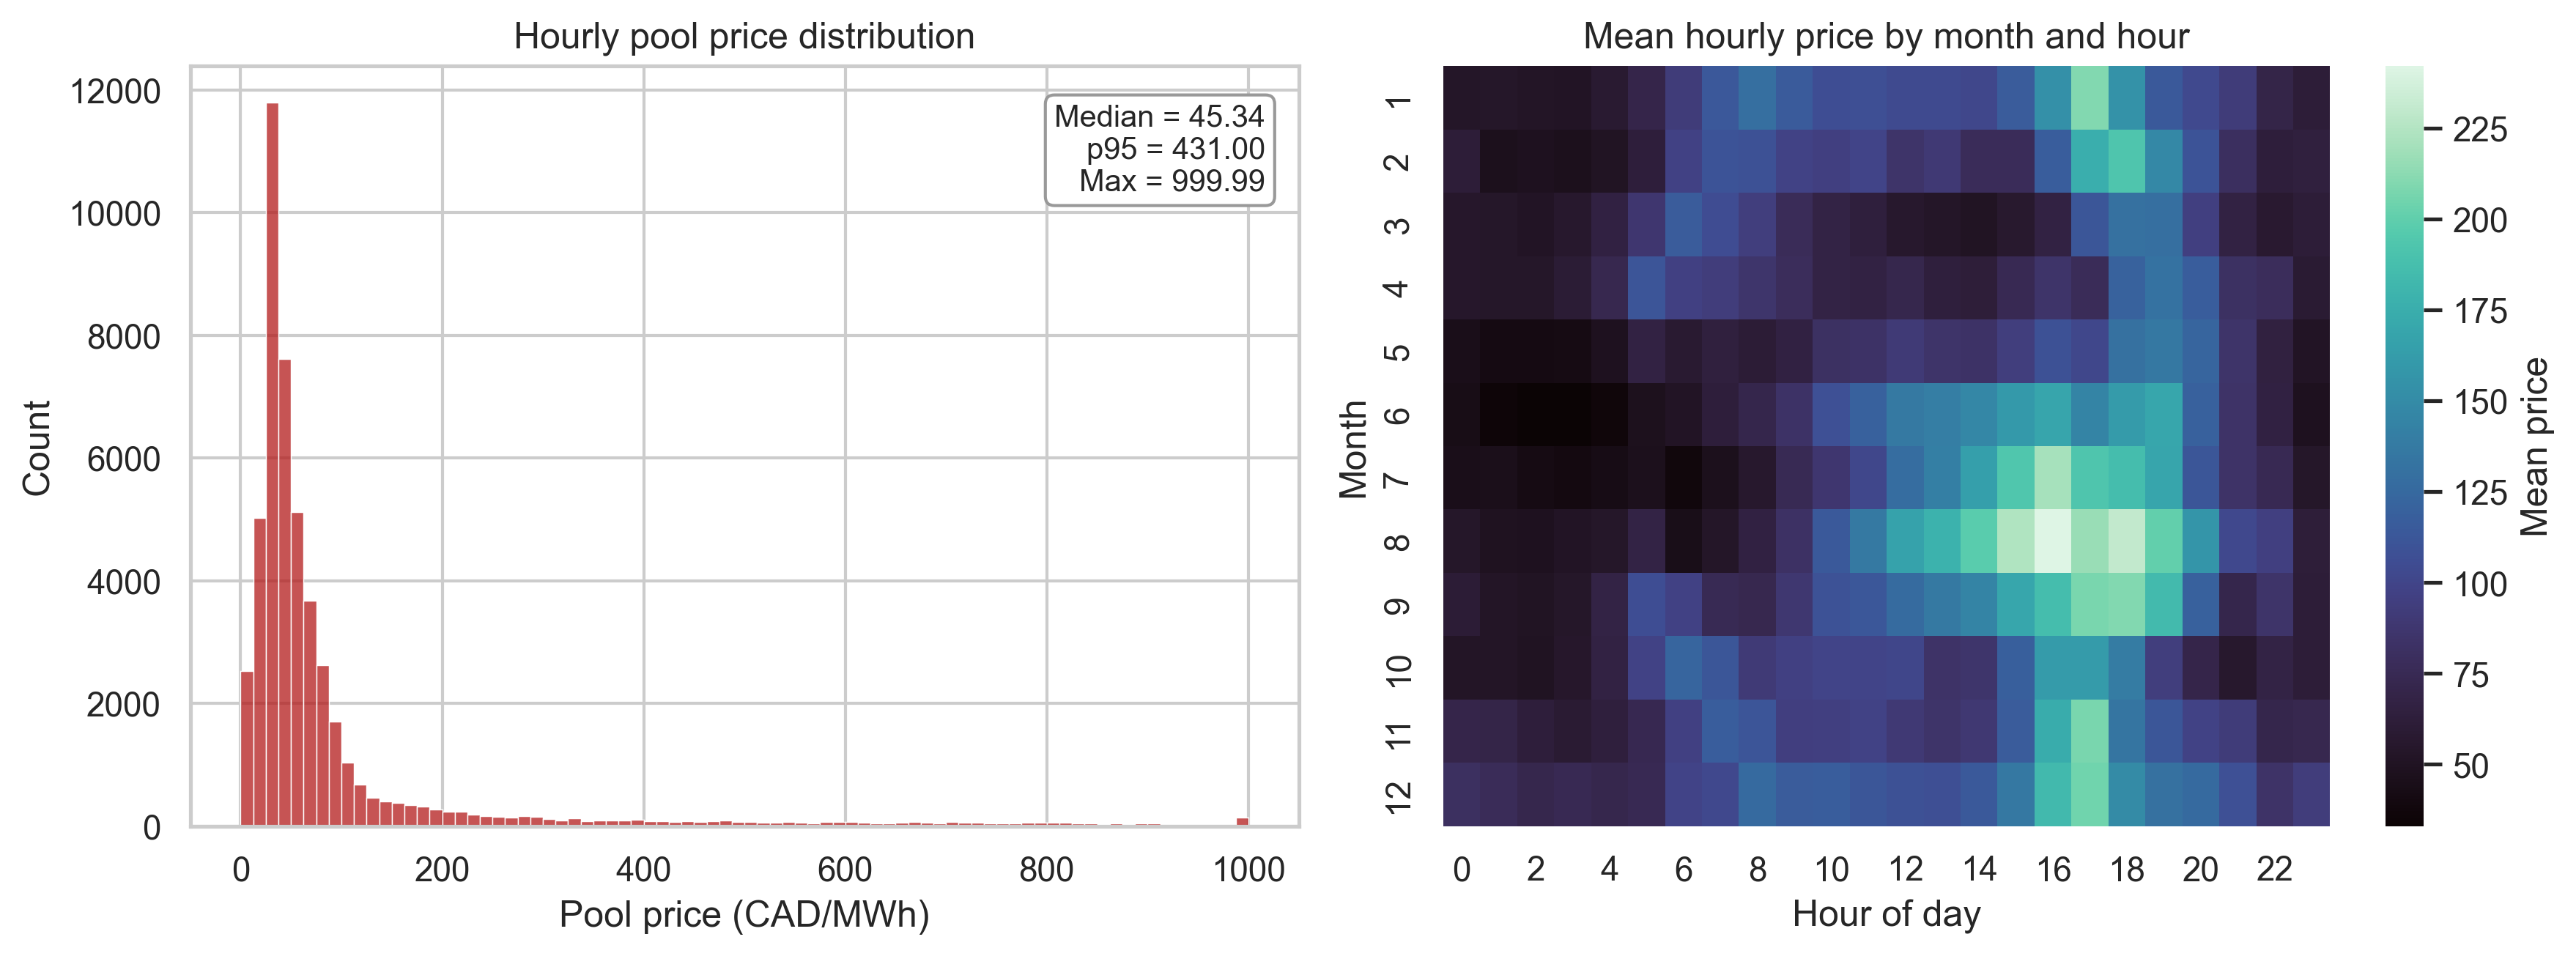 Hourly pool price distribution
12000
10000
8000
6000
4000
2000
0
Count
Median = 45.34
p95 = 431.00
Max = 999.99
0 200 400 600 800 1000
Pool price (CAD/MWh)
Mean hourly price by month and hour
1
2
3
4
5
6
7
8
9
10
11
12
Month
0 2 4 6 8 10 12 14 16 18 20 22
Hour of day
225
200
175
150
125
100
75
50
Mean price